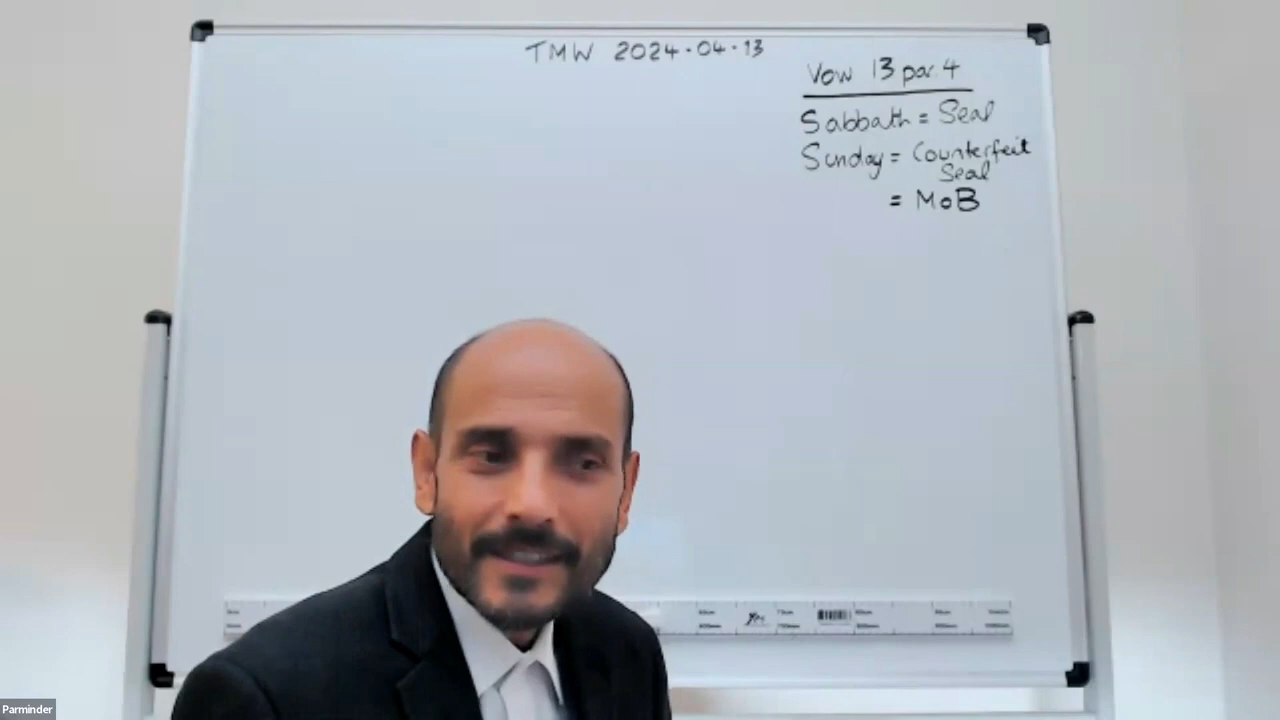 TMW 2024.04.13
Vow 13 par. 4
Sabbath = Seal
Sunday = Counterfeit
Seal
= MoB
Parminder